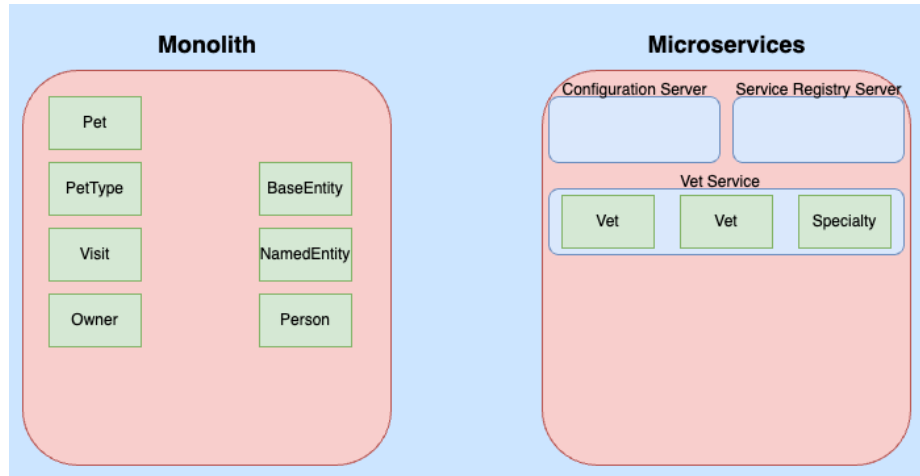 Monolith
Pet
PetType
Visit
Owner
BaseEntity
NamedEntity
Person
Microservices
Configuration Server
Service Registry Server
Vet Service
Vet
Vet
Specialty